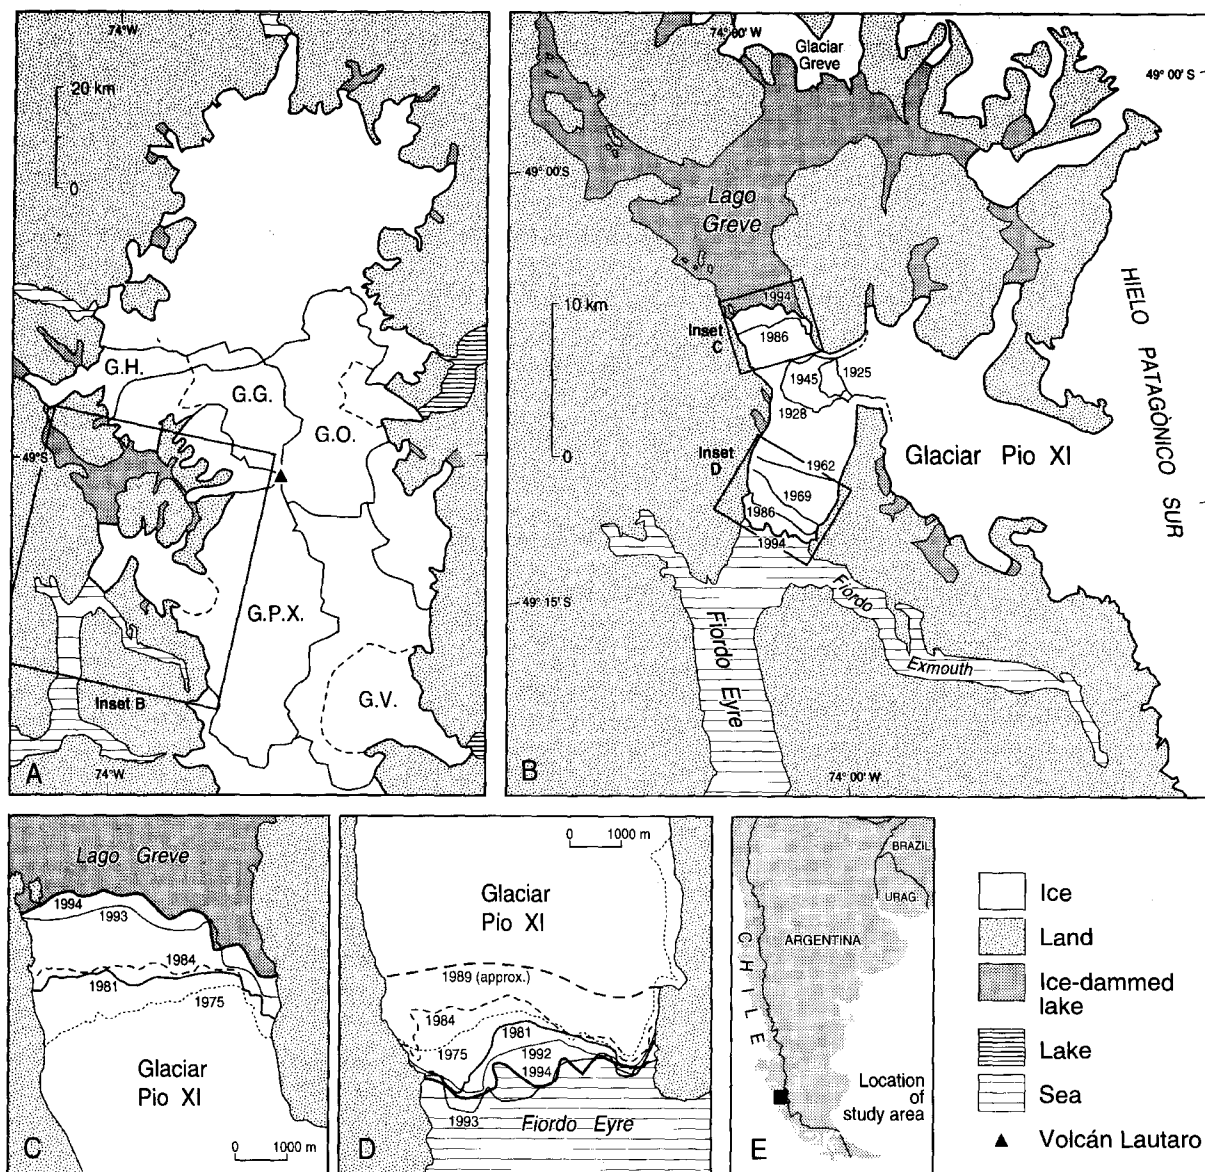 74°W
20 km
0
G.H.
G.G.
G.O.
49°S
G.P.X.
G.V.
Inset B
A
74°W
74° 00' W
Glaciar
Greve
49° 00' S
49° 00'S
Lago
Greve
10 km
0
Inset
C
1994
1986
1945
1925
1928
HIELO PATAGÒNICO SUR
Glaciar Pio XI
Inset
D
1962
1969
1986
1994
49° 15' S
Fiordo Eyre
Fiordo
Exmouth
B
74° 00' W
Lago Greve
1994
1993
1984
1981
1975
Glaciar
Pio XI
C
0 1000 m
0 1000 m
Glaciar
Pio XI
1989 (approx.)
1984
1981
1975
1992
1994
1993
Fiordo Eyre
D
BRAZIL
URAG.
ARGENTINA
CHILE
Location
of
study area
E
Ice
Land
Ice-dammed
lake
Lake
Sea
Volcán Lautaro